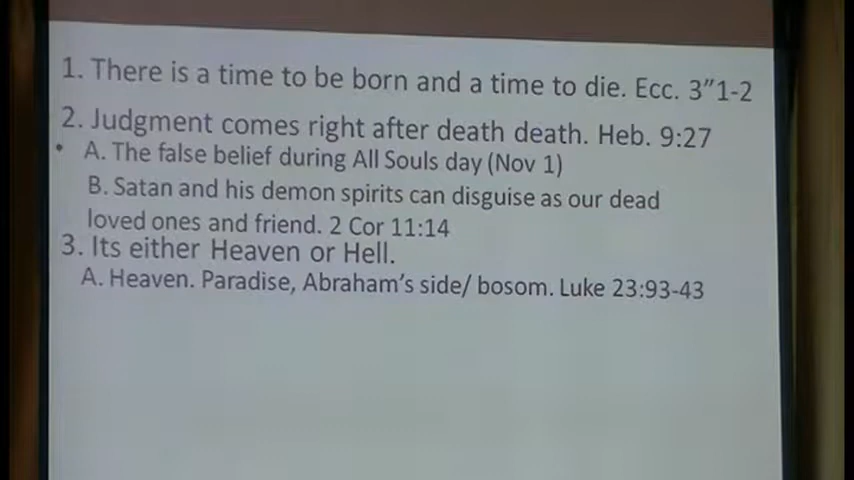 1. There is a time to be born and a time to die. Ecc. 3”1-2
2. Judgment comes right after death death. Heb. 9:27
• A. The false belief during All Souls day (Nov 1)
B. Satan and his demon spirits can disguise as our dead
loved ones and friend. 2 Cor 11:14
3. Its either Heaven or Hell.
A. Heaven. Paradise, Abraham’s side/ bosom. Luke 23:93-43